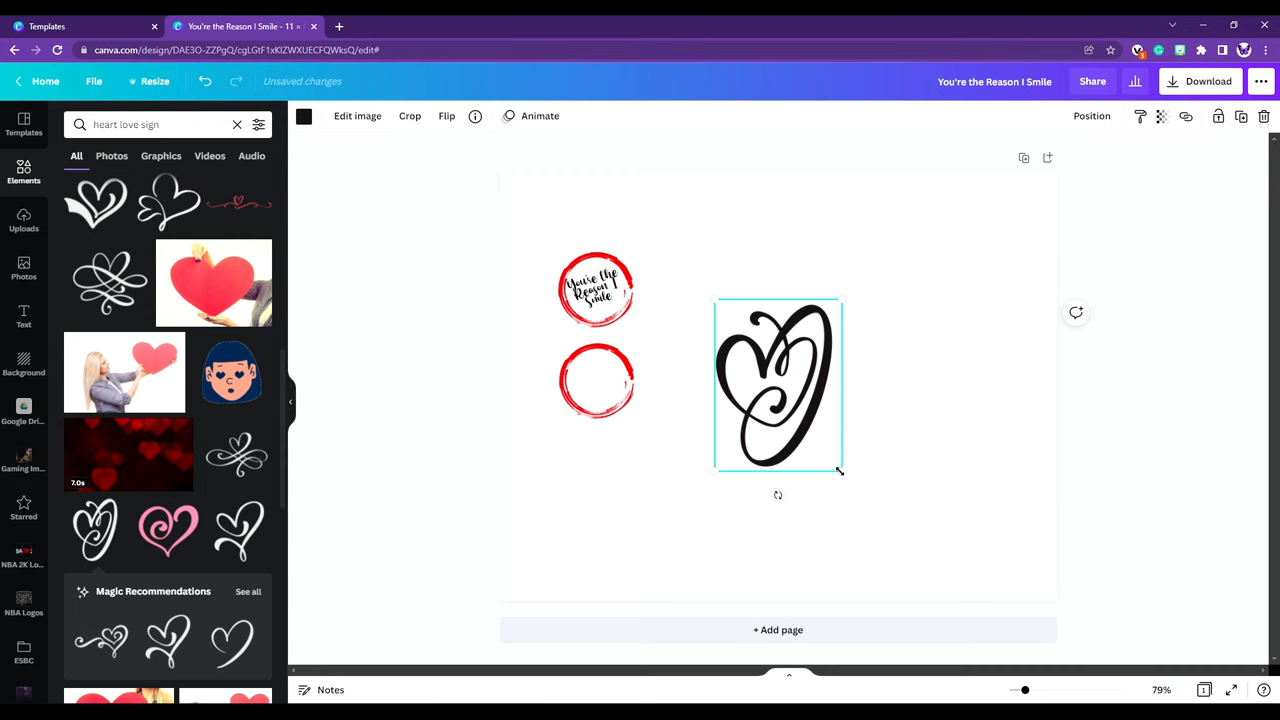 Templates
You're the Reason I Smile - 11 ×
canva.com/design/DAE3O-ZZPgQ/cgLGtF1xKIZWXUECFQWksQ/edit#
Home
File
Resize
Unsaved changes
You're the Reason I Smile
Share
Download
Templates
Elements
Uploads
Photos
Text
Background
Google Dri...
Gaming Im...
Starred
NBA 2K Lo...
NBA Logos
ESBC
heart love sign
All
Photos
Graphics
Videos
Audio
7.0s
Magic Recommendations
See all
Edit image
Crop
Flip
Animate
Position
You're the
Reason I
Smile
+ Add page
Notes
79%
1